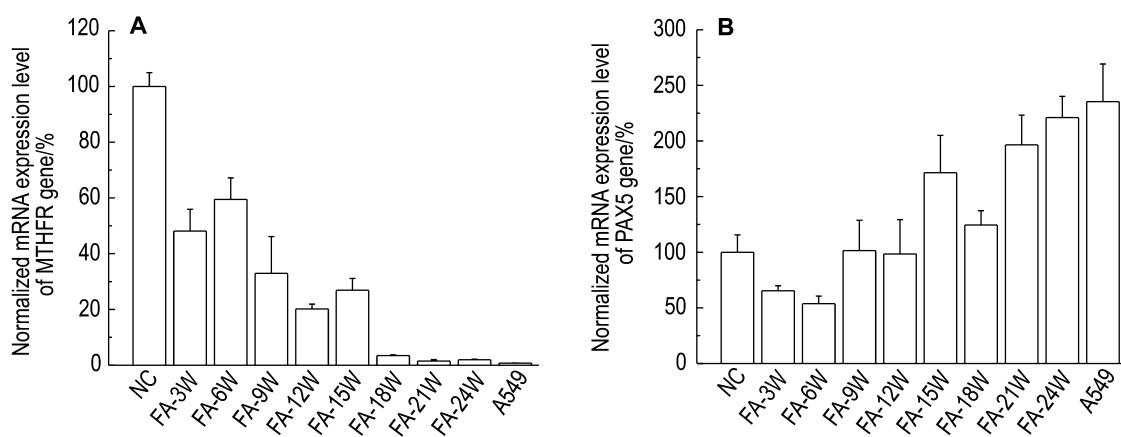 A
Normalized mRNA expression level
of MTHFR gene/%
120
100
80
60
40
20
0
NC
FA-3W
FA-6W
FA-9W
FA-12W
FA-15W
FA-18W
FA-21W
FA-24W
A549
B
Normalized mRNA expression level
of PAX5 gene/%
300
250
200
150
100
50
0
NC
FA-3W
FA-6W
FA-9W
FA-12W
FA-15W
FA-18W
FA-21W
FA-24W
A549